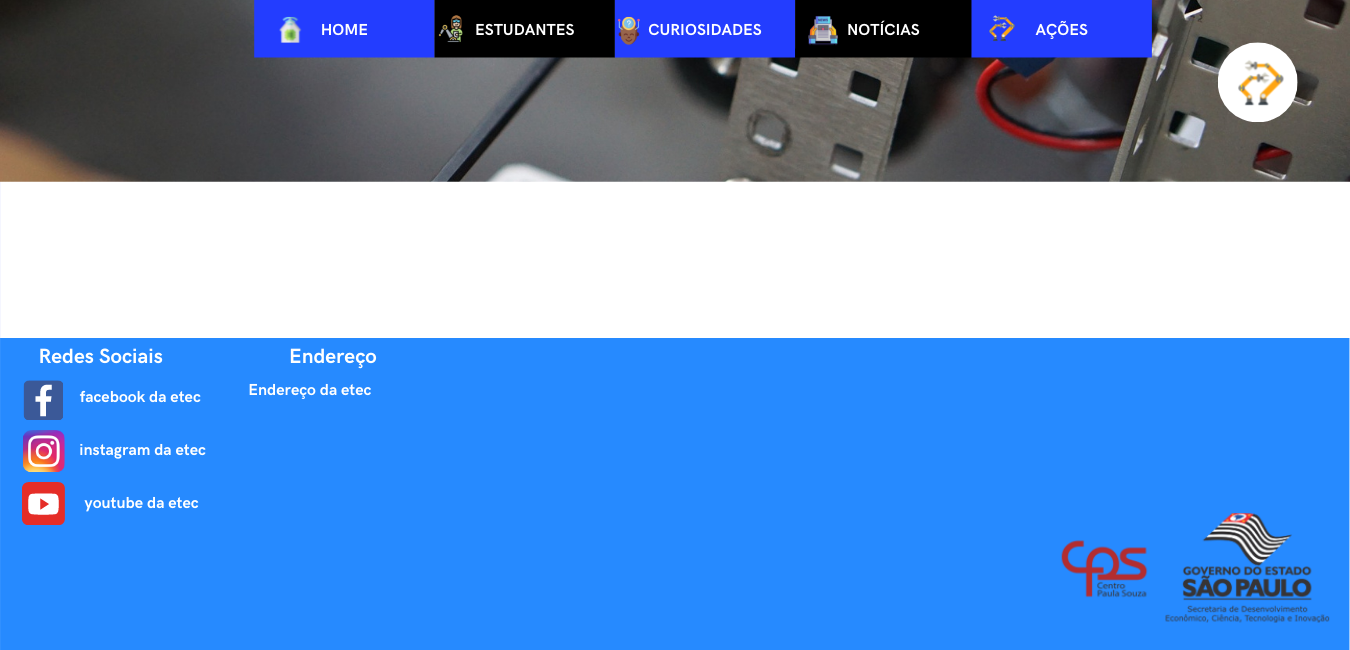 HOME
ESTUDANTES
CURIOSIDADES
NOTÍCIAS
AÇÕES
Redes Sociais
facebook da etec
instagram da etec
youtube da etec
Endereço
Endereço da etec
cps
Centro
Paula Souza
GOVERNO DO ESTADO
SÃO PAULO
Secretaria de Desenvolvimento
Econômico, Ciência, Tecnologia e Inovação